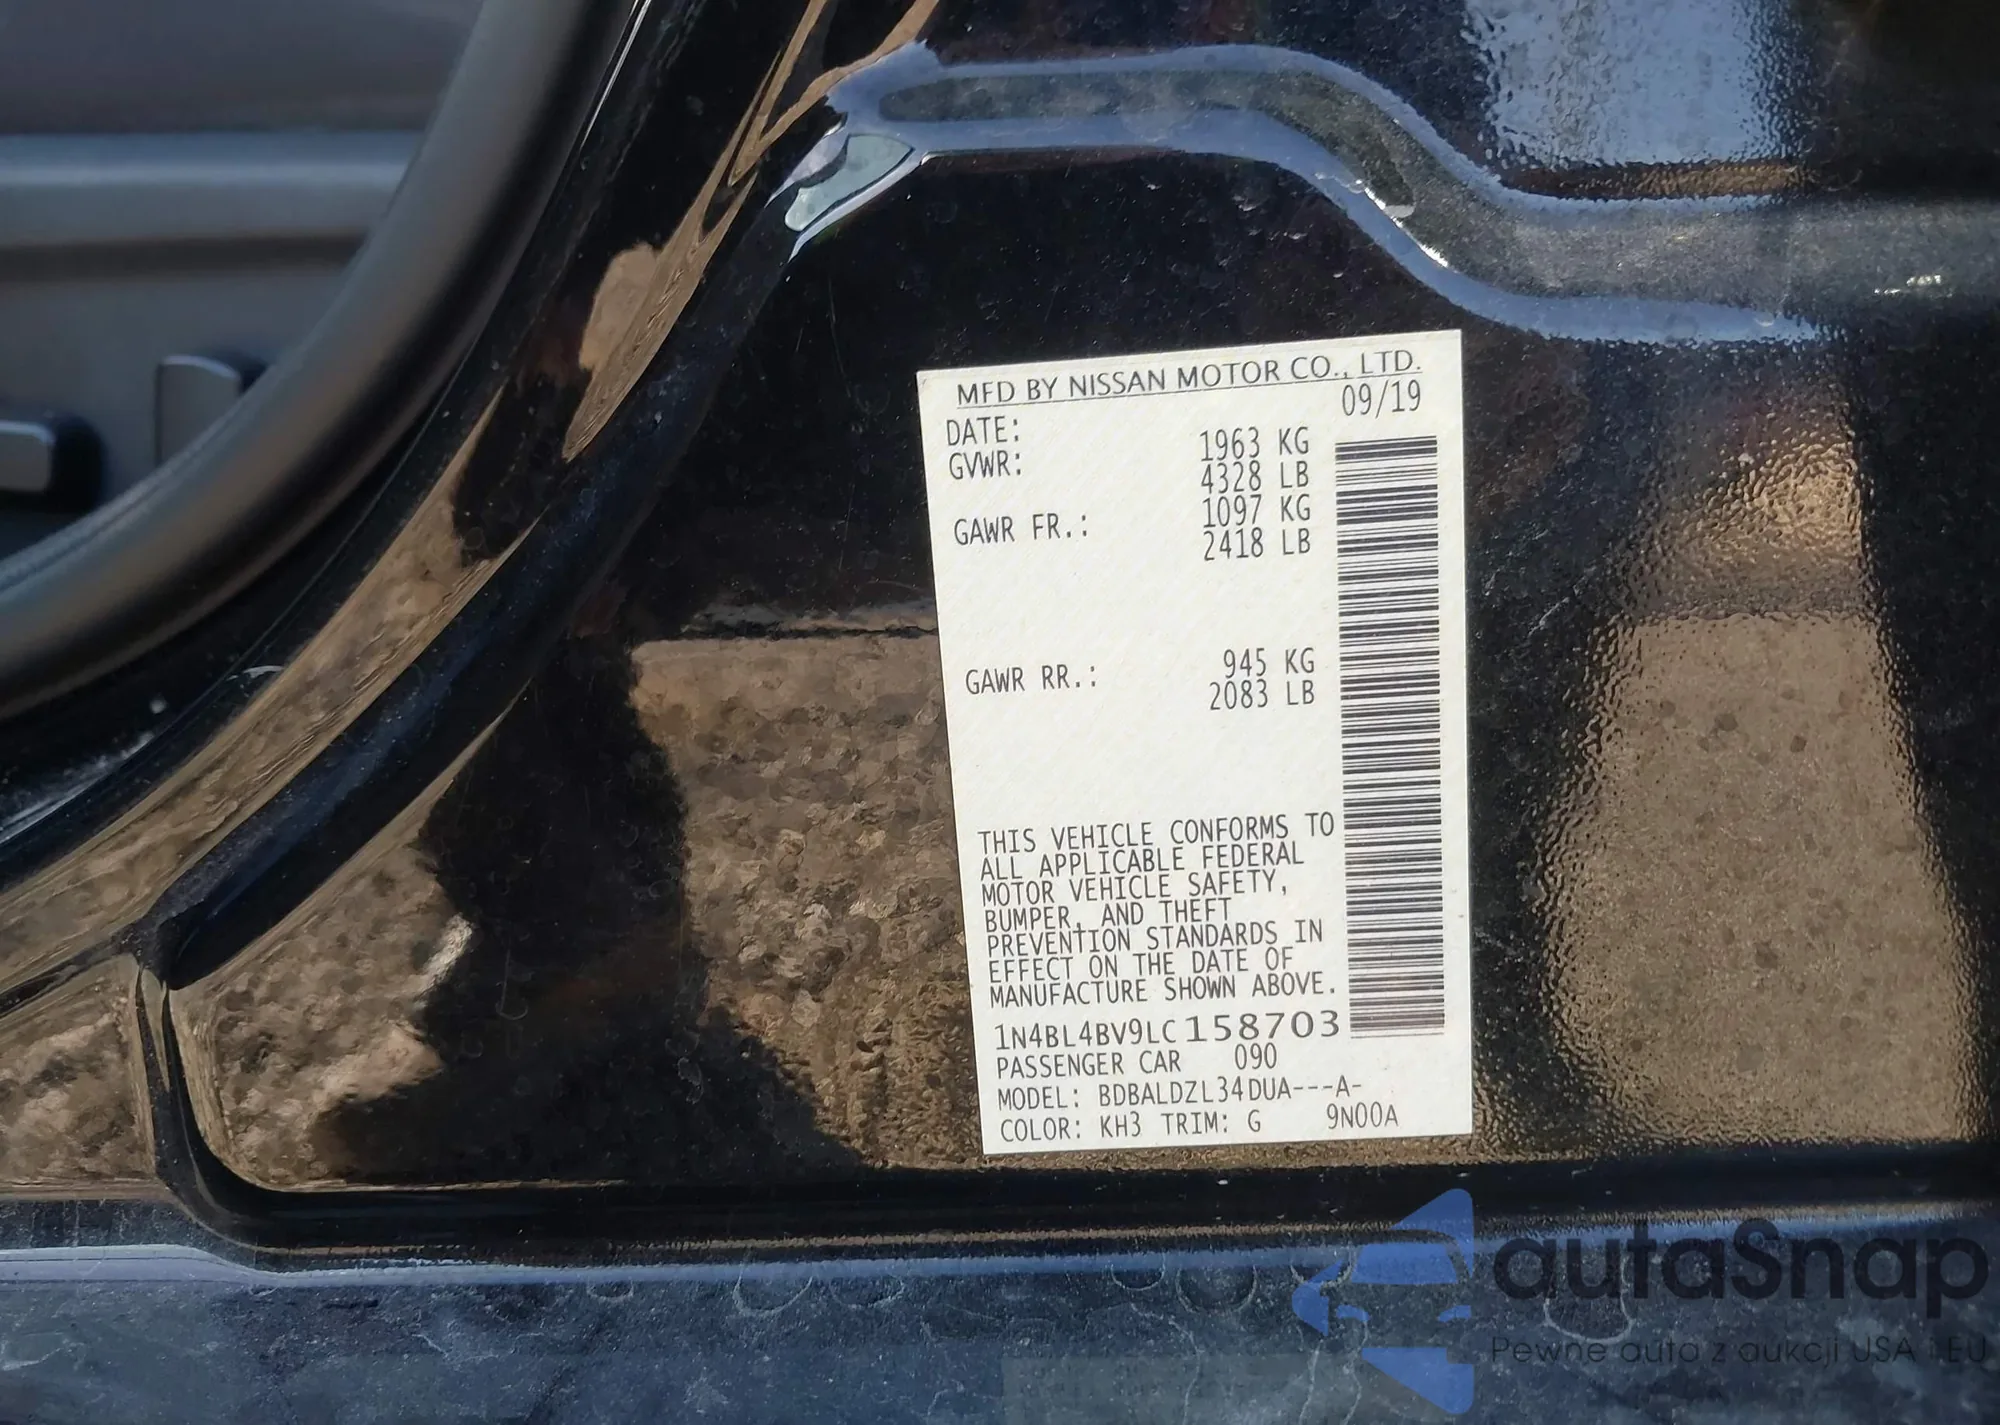 MFD BY NISSAN MOTOR CO., LTD.
DATE: 09/19
GVWR: 1963 KG
4328 LB
GAWR FR.: 1097 KG
2418 LB
GAWR RR.: 945 KG
2083 LB
THIS VEHICLE CONFORMS TO
ALL APPLICABLE FEDERAL
MOTOR VEHICLE SAFETY,
BUMPER, AND THEFT
PREVENTION STANDARDS IN
EFFECT ON THE DATE OF
MANUFACTURE SHOWN ABOVE.
1N4BL4BV9LC158703
PASSENGER CAR 090
MODEL: BDBALDZL34DUA---A-
COLOR: KH3 TRIM: G 9N00A
autaSnap
Pewne auta z aukcji USA i EU